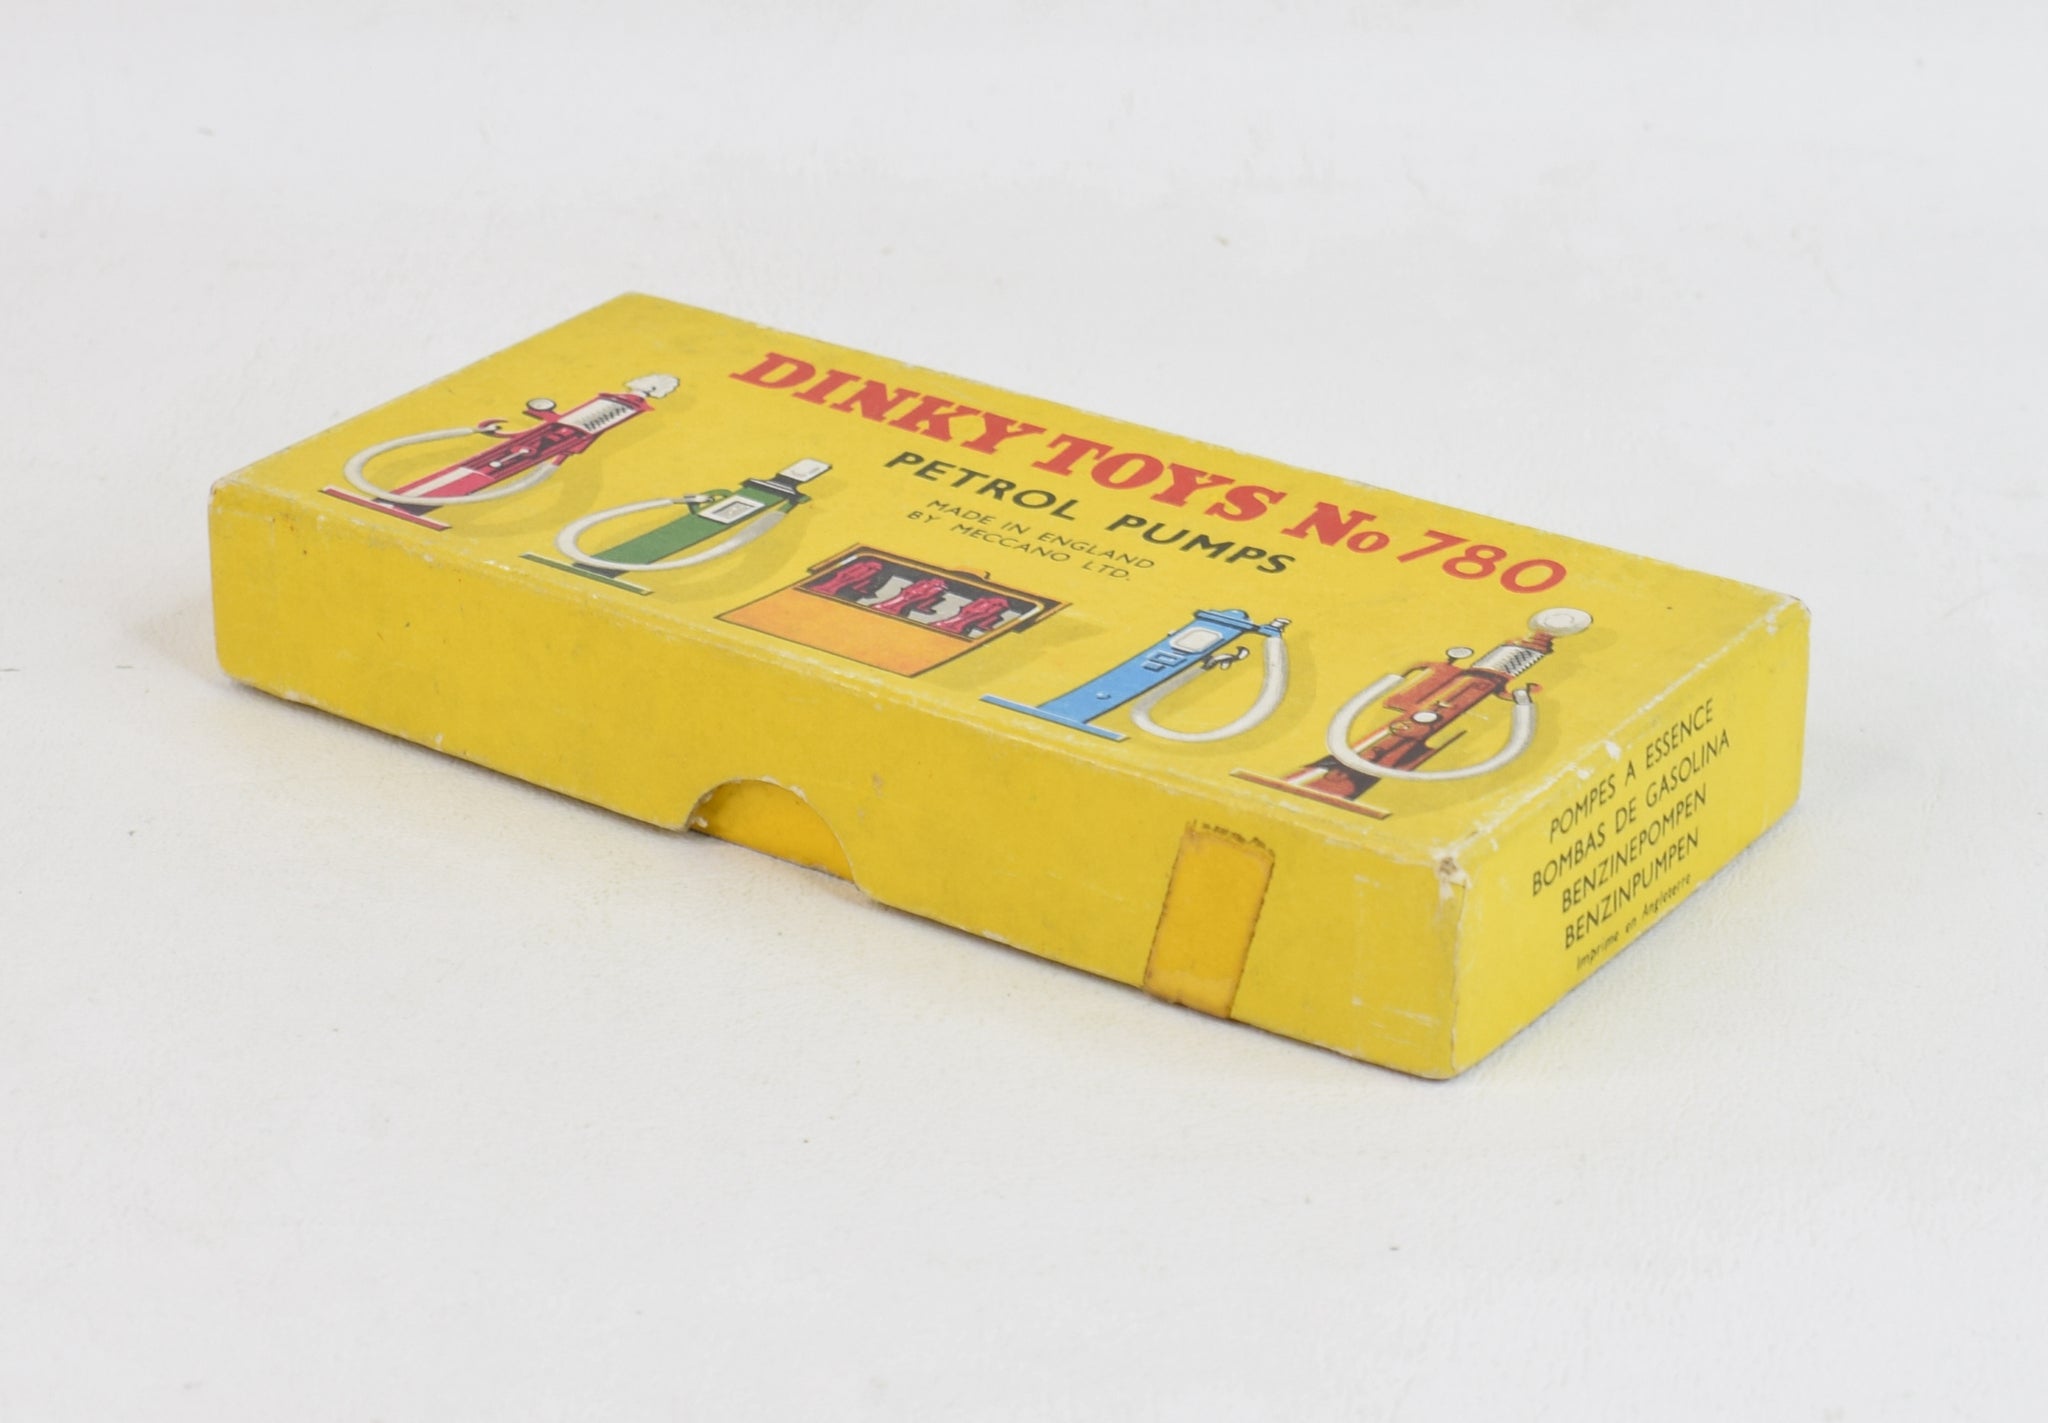 DINKY TOYS No 780
PETROL PUMPS
MADE IN ENGLAND
BY MECCANO LTD.
POMPES A ESSENCE
BOMBAS DE GASOLINA
BENZINEPOMPEN
BENZINPUMPEN
Imprime en Angleterre